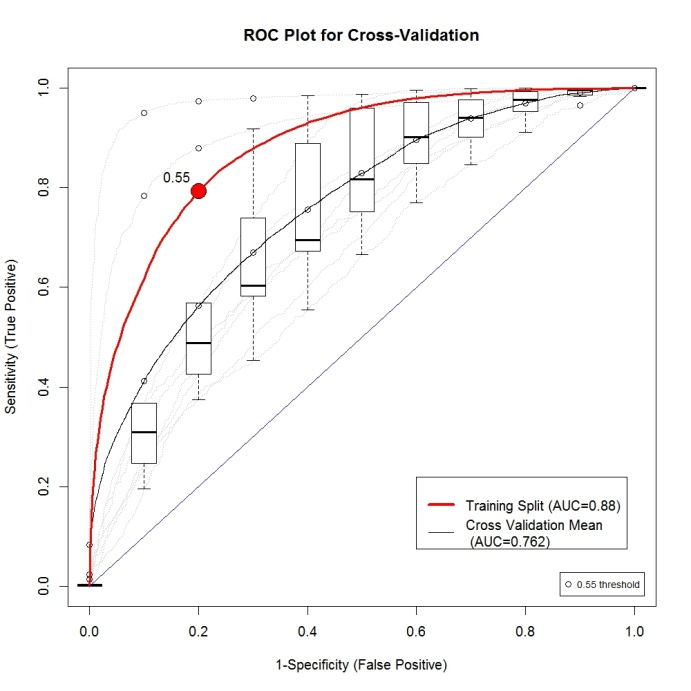 ROC Plot for Cross-Validation
Sensitivity (True Positive)
1.0
0.8
0.6
0.4
0.2
0.0
0.55
Training Split (AUC=0.88)
Cross Validation Mean
(AUC=0.762)
0.55 threshold
0.0 0.2 0.4 0.6 0.8 1.0
1-Specificity (False Positive)